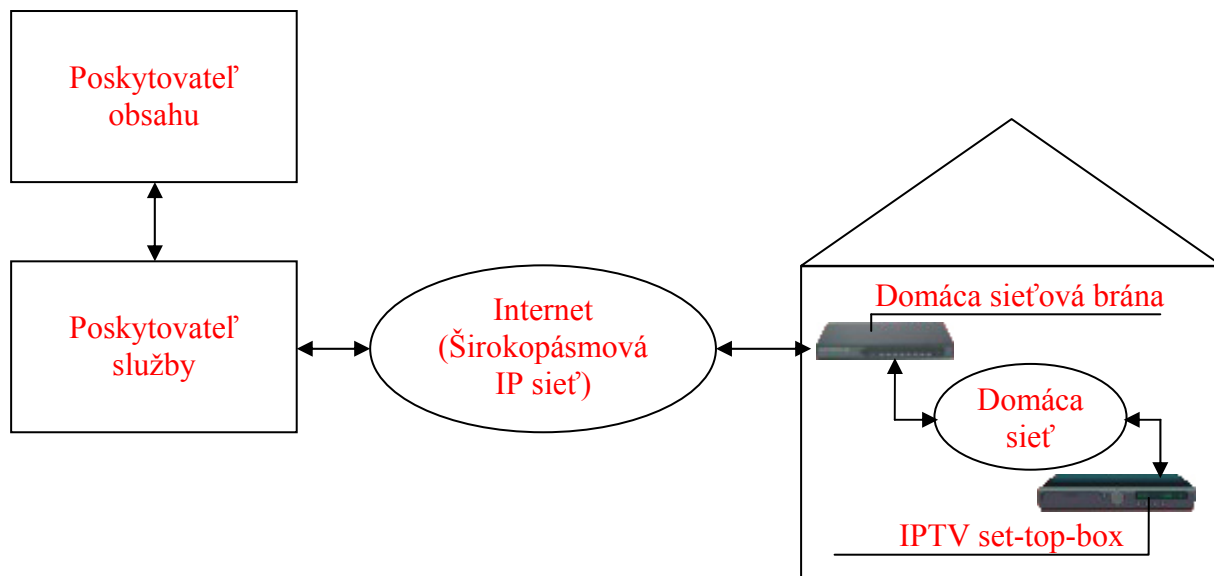 Poskytovateľ
obsahu
Poskytovateľ
služby
Internet
(Širokopásmová
IP sieť)
Domáca sieťová brána
Domáca
sieť
IPTV set-top-box